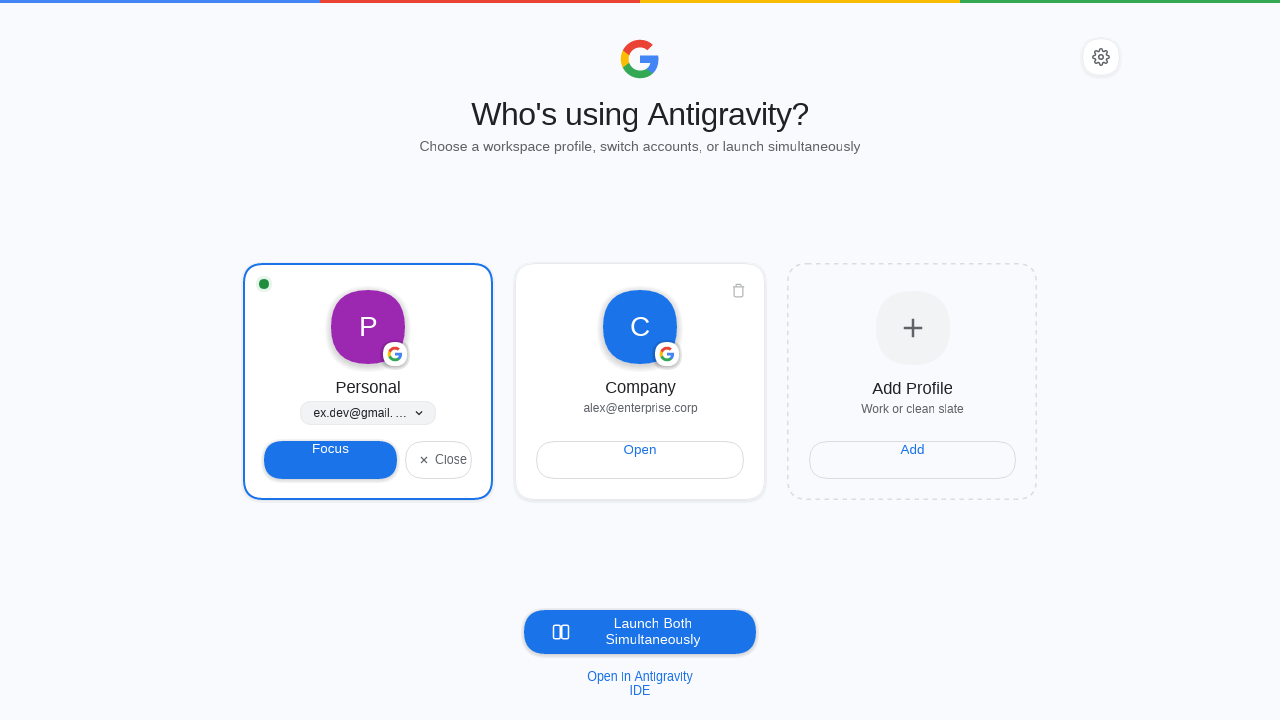 Who's using Antigravity?
Choose a workspace profile, switch accounts, or launch simultaneously
P
Personal
ex.dev@gmail. ...
Focus
Close
C
Company
alex@enterprise.corp
Open
Add Profile
Work or clean slate
Add
Launch Both
Simultaneously
Open in Antigravity
IDE